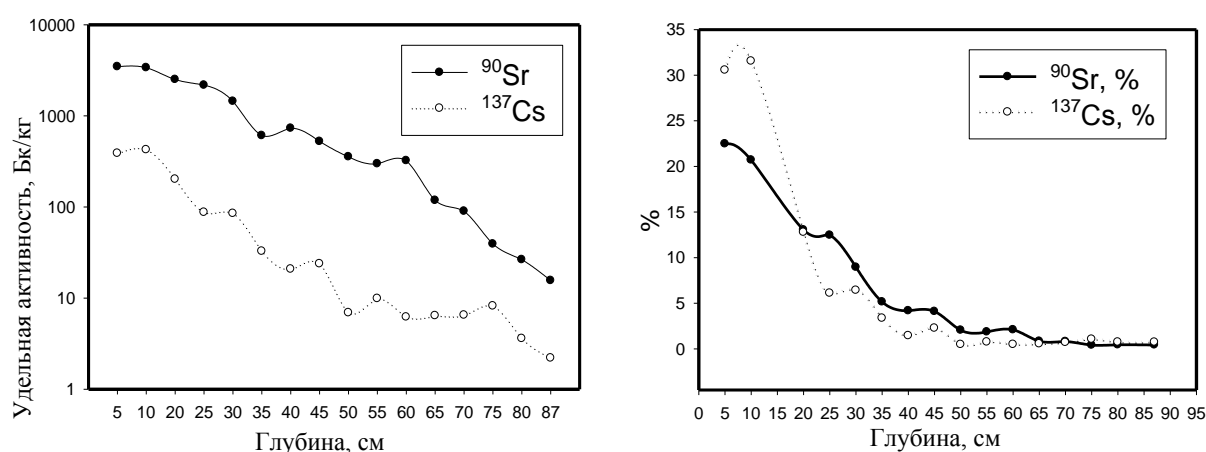 10000
1000
100
10
1
Удельная активность, Бк/кг
⁹⁰Sr
¹³⁷Cs
5 10 20 25 30 35 40 45 50 55 60 65 70 75 80 87
Глубина, см
35
30
25
20
15
10
5
0
%
⁹⁰Sr, %
¹³⁷Cs, %
0 5 10 15 20 25 30 35 40 45 50 55 60 65 70 75 80 85 90 95
Глубина, см